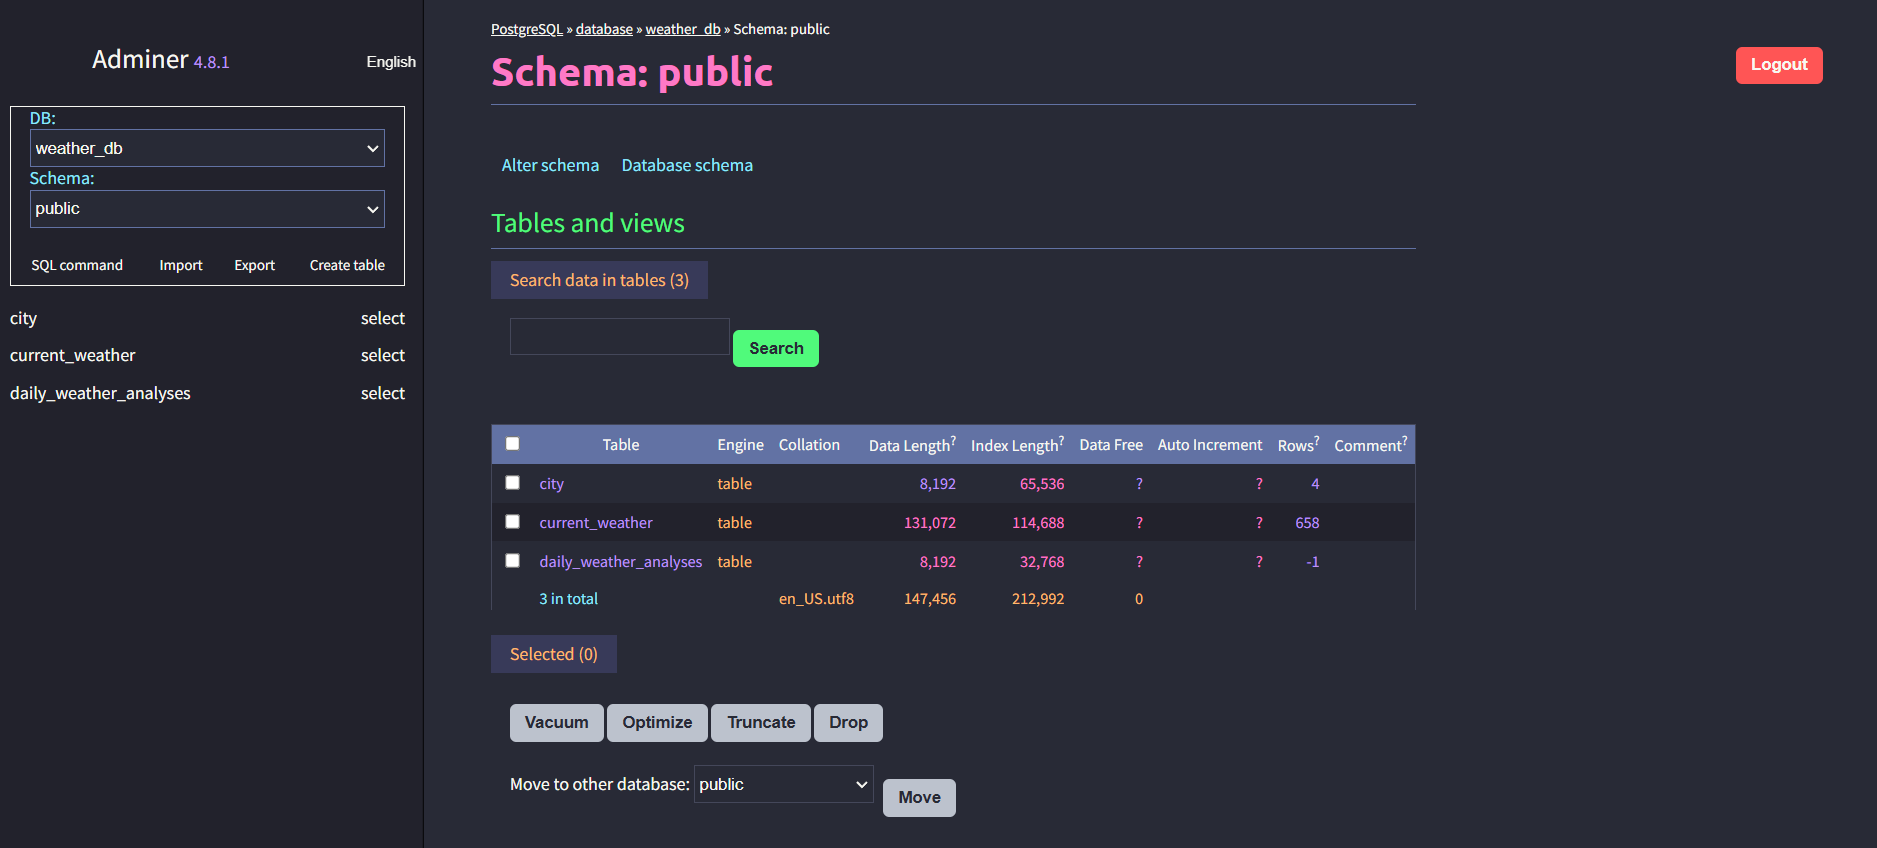 Adminer 4.8.1
English
DB:
weather_db
Schema:
public
SQL command Import Export Create table
city select
current_weather select
daily_weather_analyses select
PostgreSQL » database » weather_db » Schema: public
Schema: public
Logout
Alter schema Database schema
Tables and views
Search data in tables (3)
Search
Table Engine Collation Data Length? Index Length? Data Free Auto Increment Rows? Comment?
city table 8,192 65,536 ? ? 4
current_weather table 131,072 114,688 ? ? 658
daily_weather_analyses table 8,192 32,768 ? ? -1
3 in total en_US.utf8 147,456 212,992 0
Selected (0)
Vacuum Optimize Truncate Drop
Move to other database: public Move